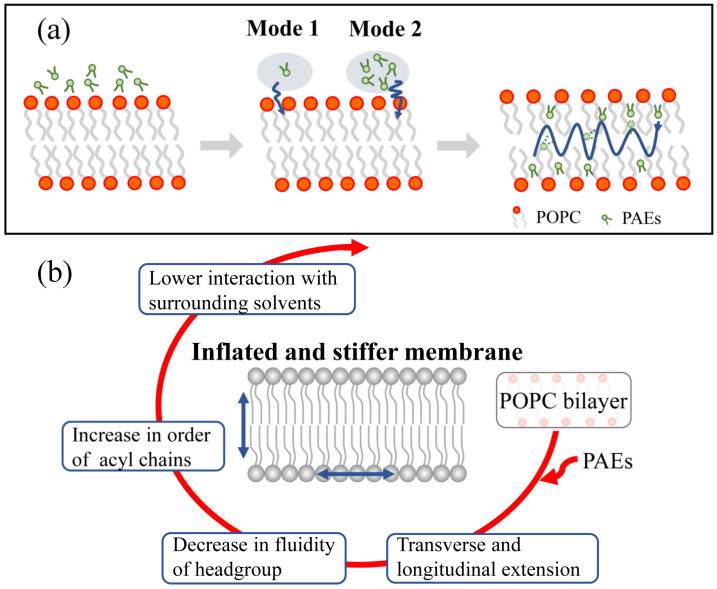 (a)
Mode 1
Mode 2
POPC
PAEs
(b)
Lower interaction with
surrounding solvents
Inflated and stiffer membrane
POPC bilayer
Increase in order
of acyl chains
PAEs
Decrease in fluidity
of headgroup
Transverse and
longitudinal extension